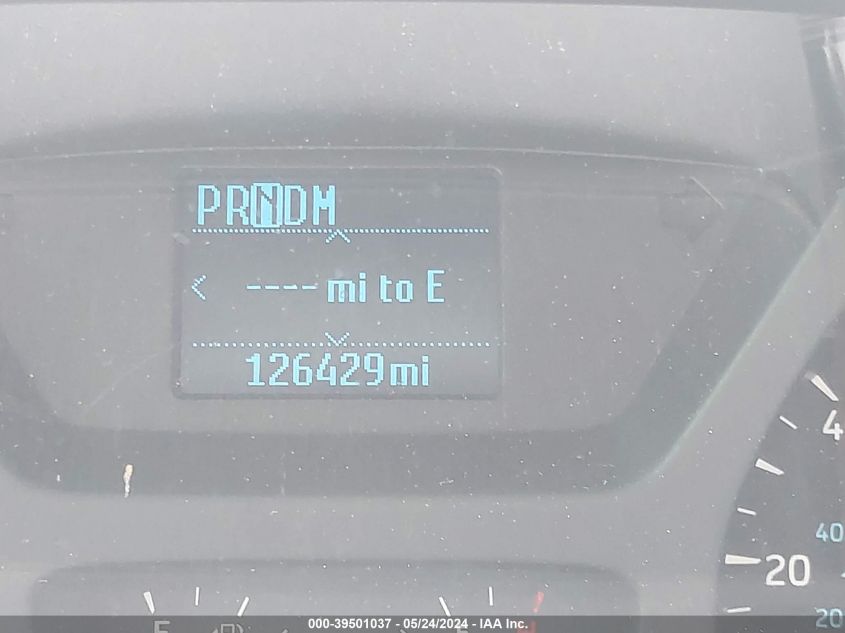 PRNDM
< ---- mi to E
126429mi
4
40
20
20
000-39501037 - 05/24/2024 - IAA Inc.